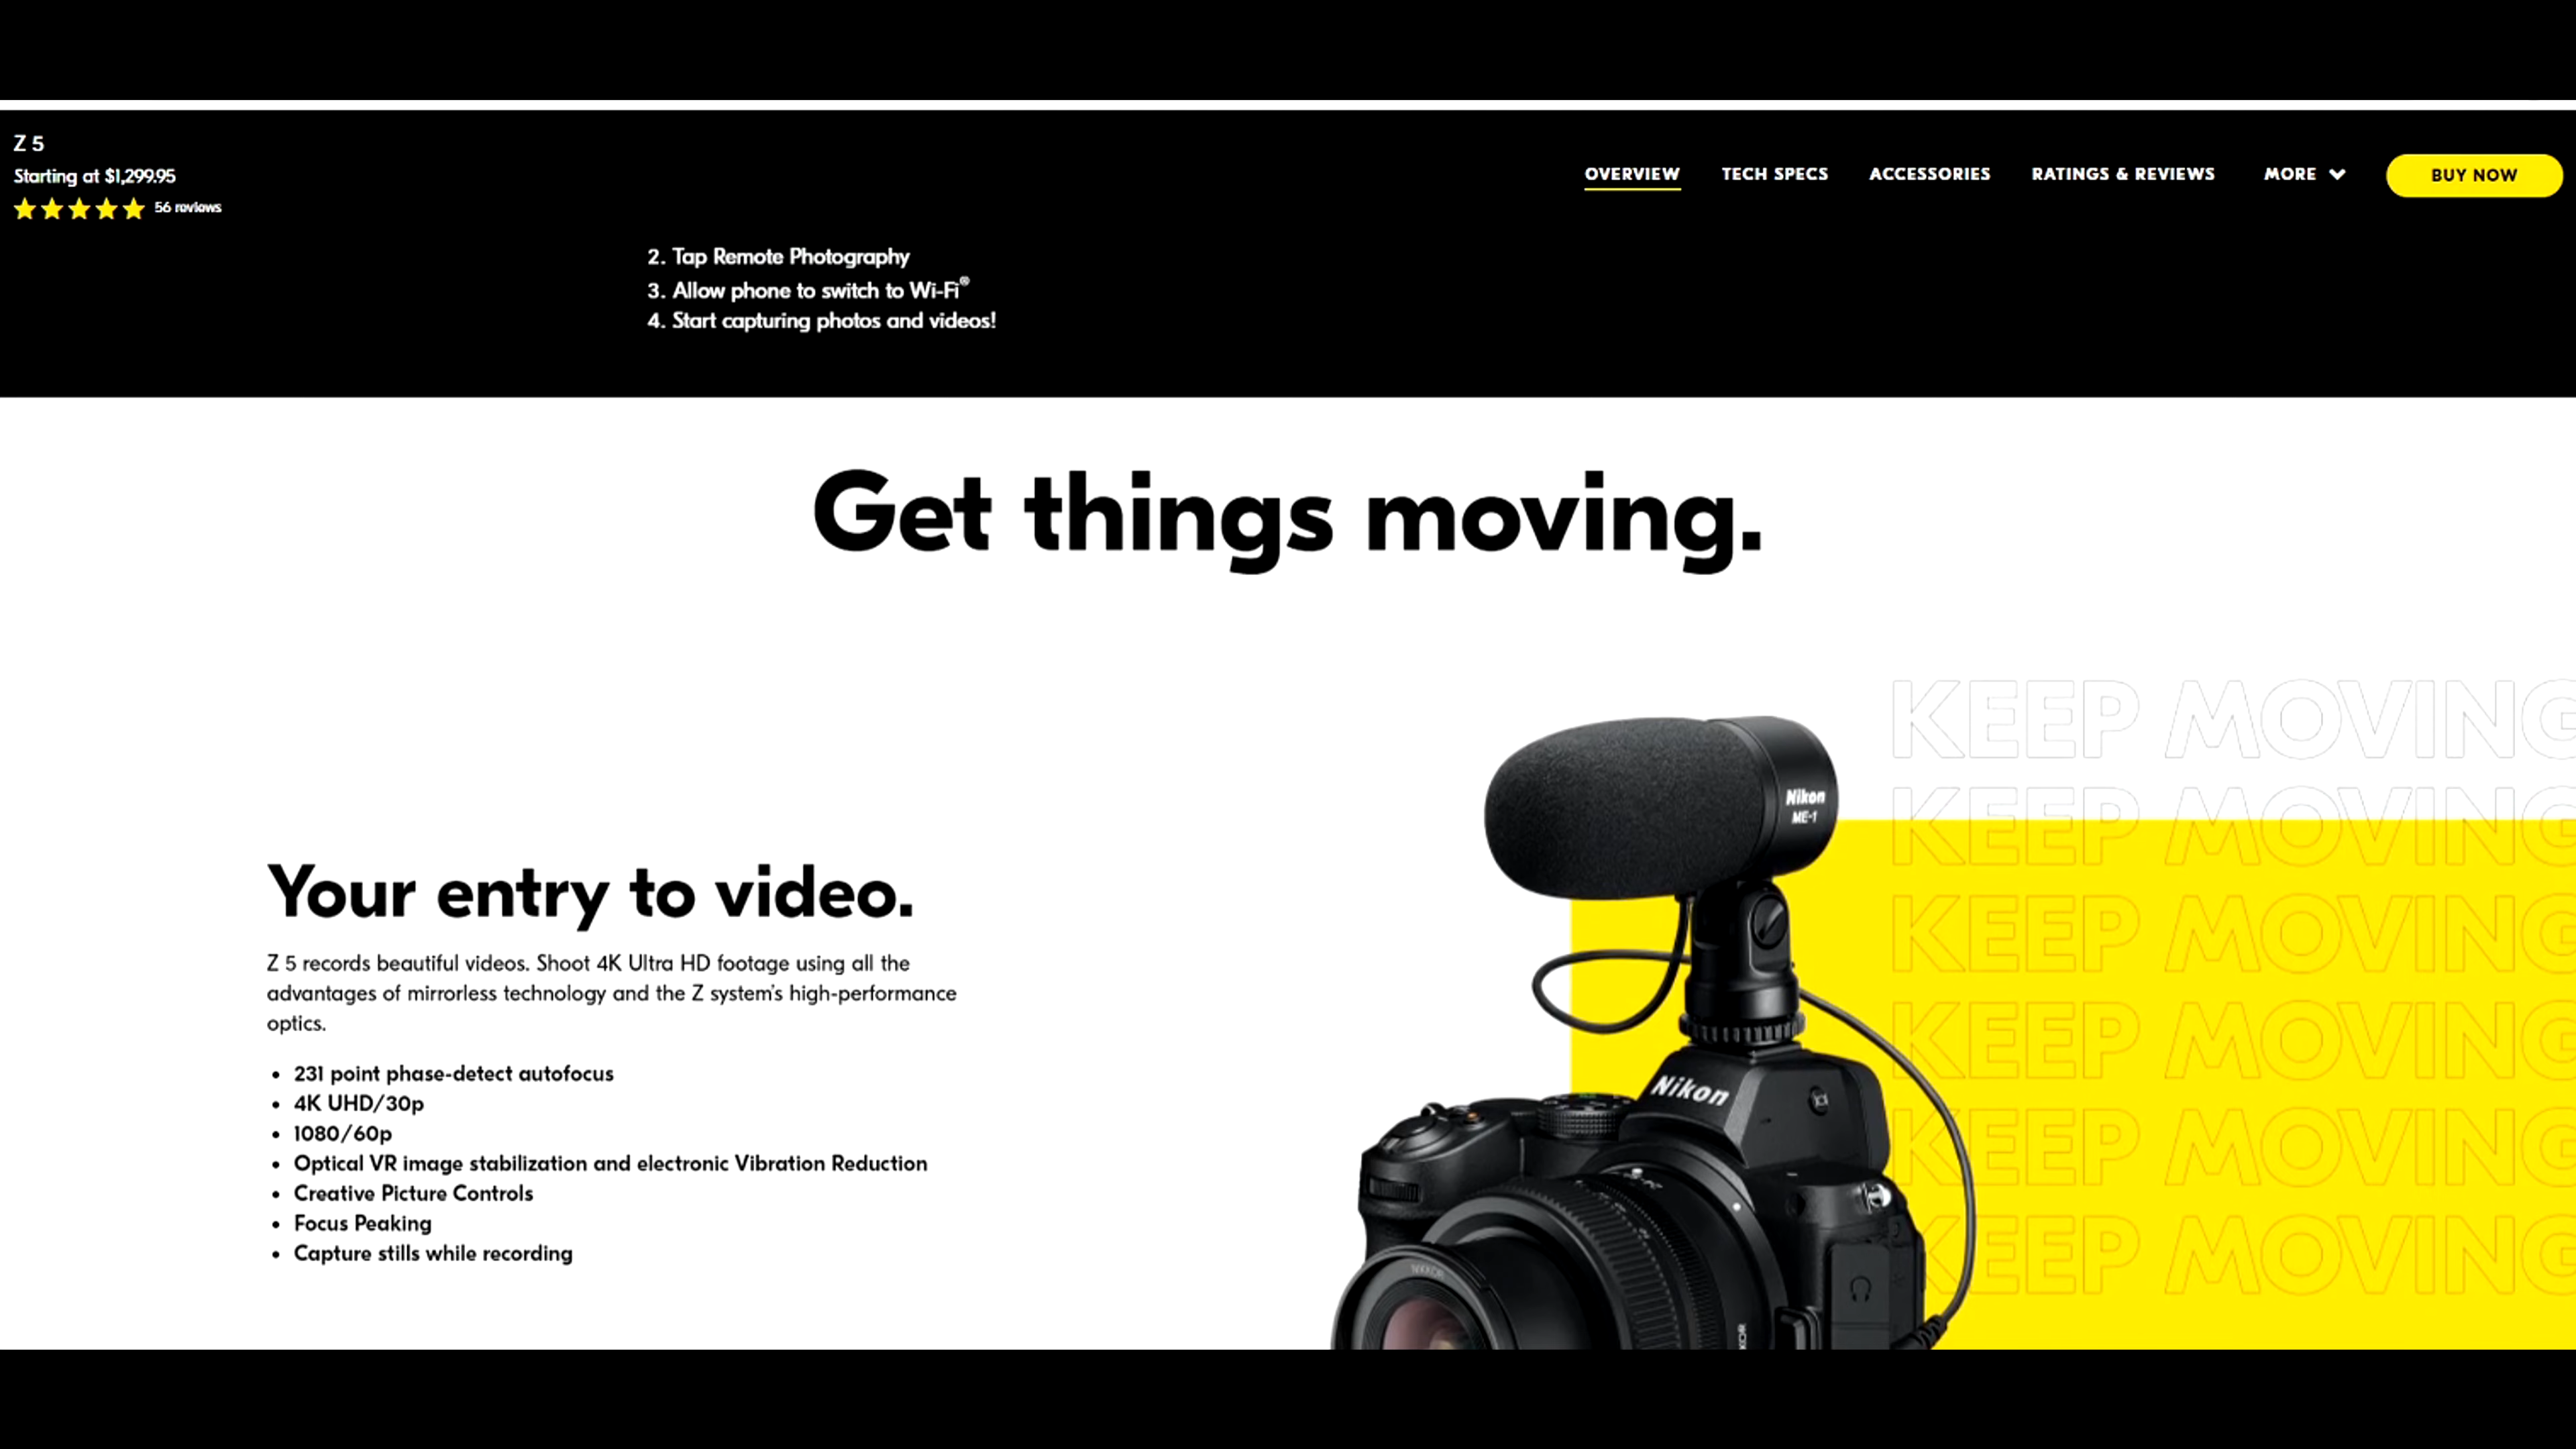 Z 5
Starting at $1,299.95
56 reviews
OVERVIEW
TECH SPECS
ACCESSORIES
RATINGS & REVIEWS
MORE
BUY NOW
2. Tap Remote Photography
3. Allow phone to switch to Wi-Fi®
4. Start capturing photos and videos!
Get things moving.
Your entry to video.
Z 5 records beautiful videos. Shoot 4K Ultra HD footage using all the
advantages of mirrorless technology and the Z system's high-performance
optics.
• 231 point phase-detect autofocus
• 4K UHD/30p
• 1080/60p
• Optical VR image stabilization and electronic Vibration Reduction
• Creative Picture Controls
• Focus Peaking
• Capture stills while recording
KEEP MOVING
KEEP MOVING
KEEP MOVING
KEEP MOVING
KEEP MOVING
KEEP MOVING
Nikon
ME-1
Nikon
NIKKOR